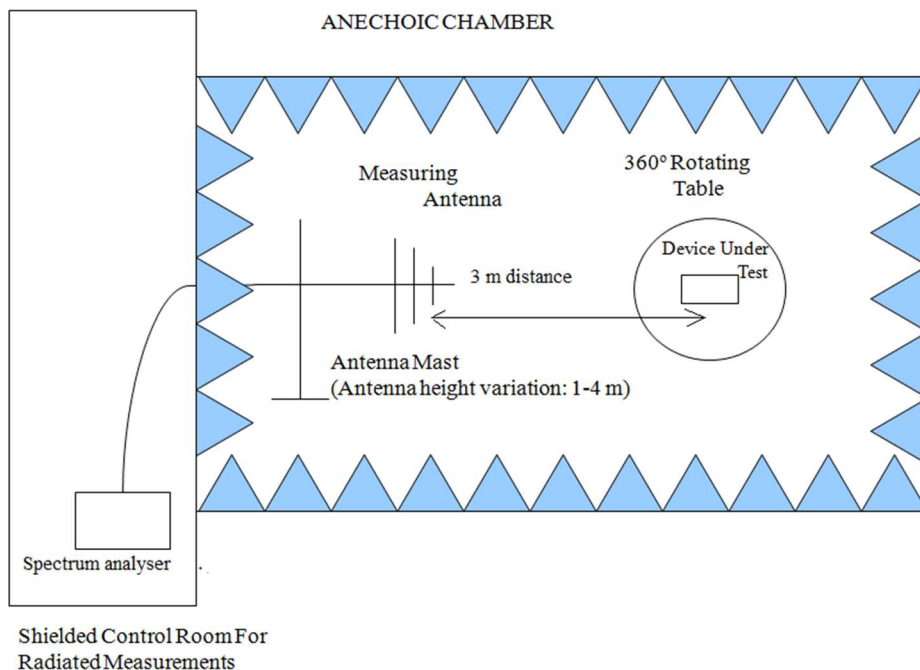 ANECHOIC CHAMBER
Measuring
Antenna
360º Rotating
Table
Device Under
Test
3 m distance
Antenna Mast
(Antenna height variation: 1-4 m)
Spectrum analyser
Shielded Control Room For
Radiated Measurements